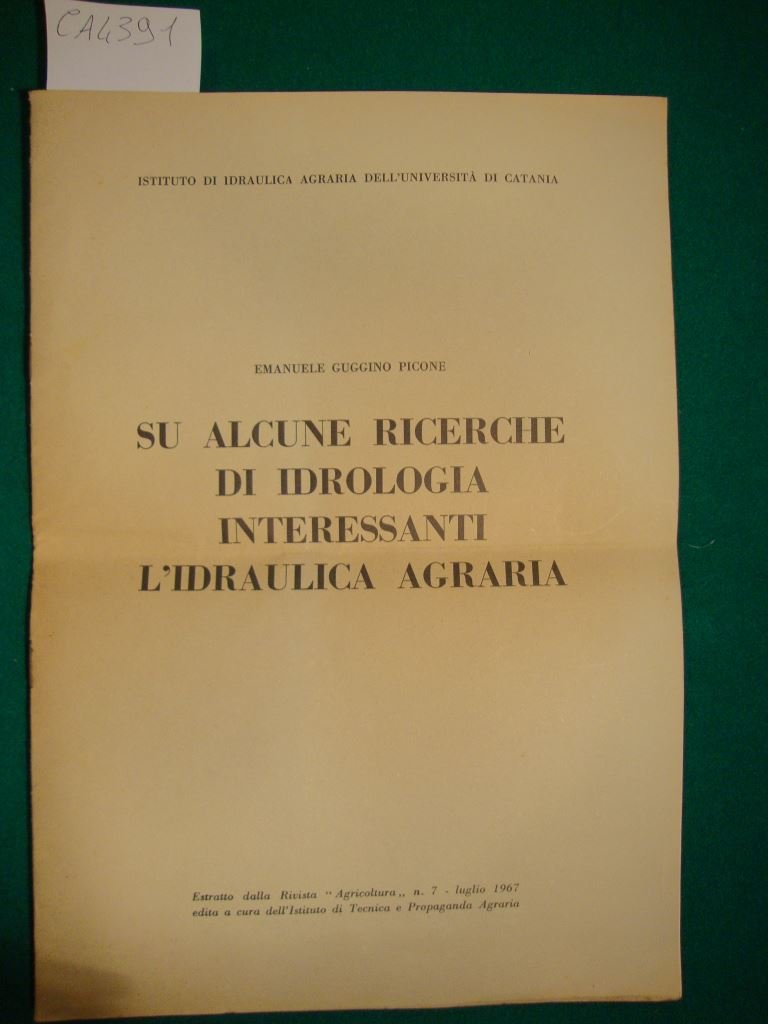 CA4391
ISTITUTO DI IDRAULICA AGRARIA DELL'UNIVERSITÀ DI CATANIA
EMANUELE GUGGINO PICONE
SU ALCUNE RICERCHE
DI IDROLOGIA
INTERESSANTI
L'IDRAULICA AGRARIA
Estratto dalla Rivista "Agricoltura,, n. 7 - luglio 1967
edita a cura dell'Istituto di Tecnica e Propaganda Agraria